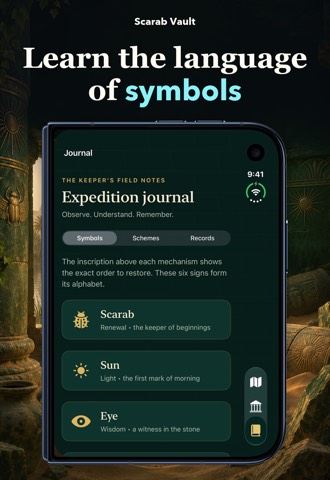 Scarab Vault
Learn the language
of symbols
Journal
9:41
THE KEEPER'S FIELD NOTES
Expedition journal
Observe. Understand. Remember.
Symbols
Schemes
Records
The inscription above each mechanism shows
the exact order to restore. These six signs form
its alphabet.
Scarab
Renewal • the keeper of beginnings
Sun
Light • the first mark of morning
Eye
Wisdom • a witness in the stone